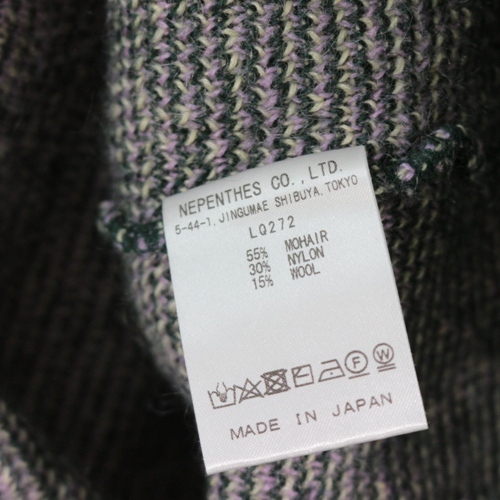 NEPENTHES CO.,LTD.
5-44-1, JINGUMAE SHIBUYA, TOKYO
LQ272
55% MOHAIR
30% NYLON
15% WOOL
P W
MADE IN JAPAN